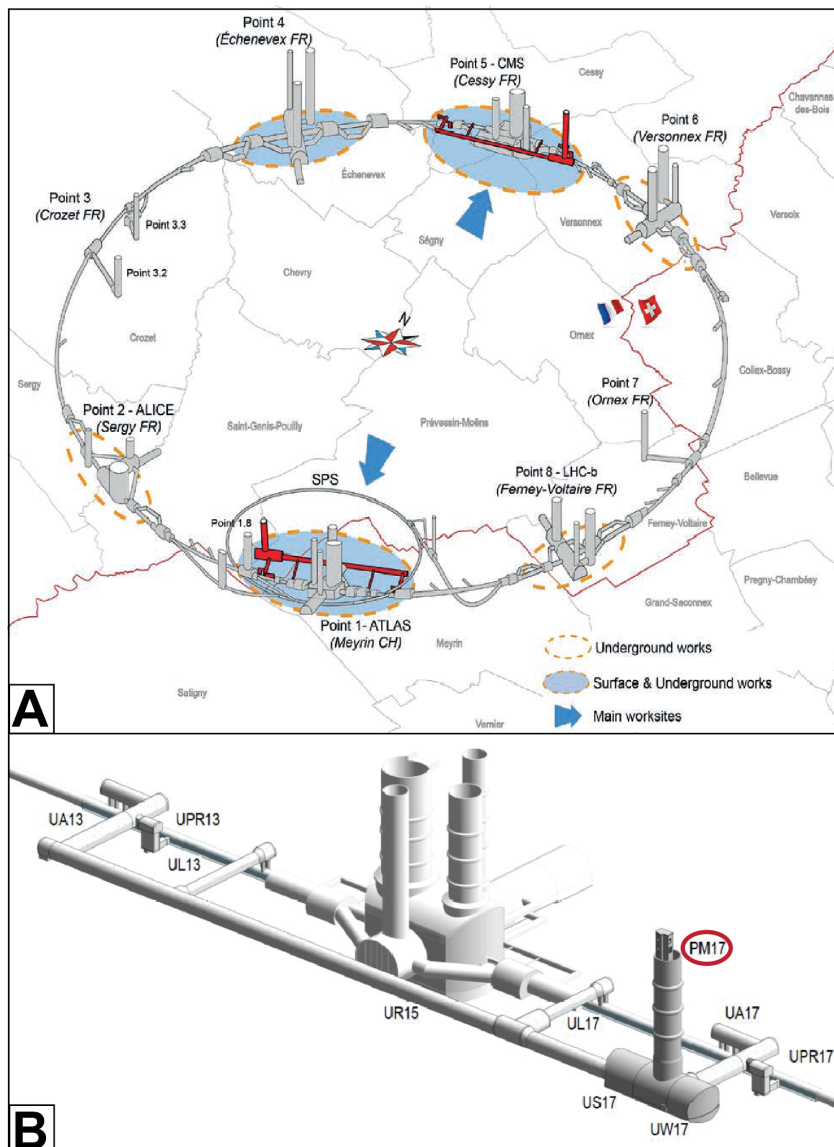 Point 4
(Échenevex FR)
Point 5 - CMS
(Cessy FR)
Cessy
Chavannes
des-Bois
Point 6
(Versonnex FR)
Échenevex
Point 3
(Crozet FR)
Point 3.3
Point 3.2
Versonnex
Versoix
Ségny
Chevry
N
Crozet
Ornex
Sergy
Collex-Bossy
Point 7
(Ornex FR)
Point 2 - ALICE
(Sergy FR)
Saint-Genis-Pouilly
Prévessin-Moëns
SPS
Point 8 - LHC-b
(Ferney-Voltaire FR)
Bellevue
Point 1.8
Ferney-Voltaire
Pregny-Chambéay
Grand-Saconnex
Point 1- ATLAS
(Meyrin CH)
Meyrin
Underground works
Satigny
Surface & Underground works
Main worksites
Vernier
A
UA13
UPR13
UL13
PM17
UR15
UL17
UA17
UPR17
US17
UW17
B